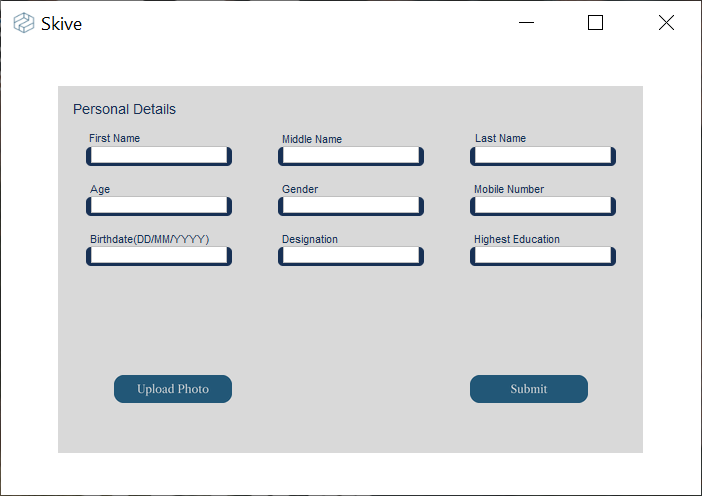 Skive
Personal Details
First Name
Middle Name
Last Name
Age
Gender
Mobile Number
Birthdate(DD/MM/YYYY)
Designation
Highest Education
Upload Photo
Submit